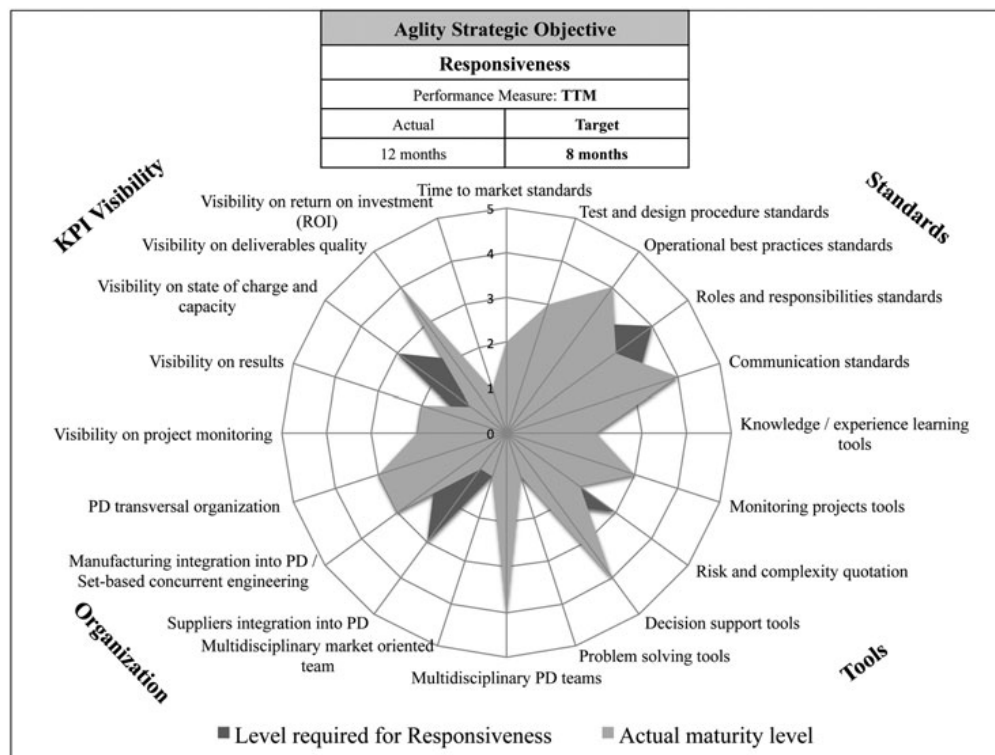 Aglity Strategic Objective
Responsiveness
Performance Measure: TTM
Actual Target
12 months 8 months
KPI Visibility
Standards
Time to market standards
Test and design procedure standards
Operational best practices standards
Roles and responsibilities standards
Communication standards
Knowledge / experience learning
tools
Monitoring projects tools
Risk and complexity quotation
Decision support tools
Problem solving tools
Multidisciplinary PD teams
Multidisciplinary market oriented
team
Suppliers integration into PD
Manufacturing integration into PD /
Set-based concurrent engineering
PD transversal organization
Visibility on project monitoring
Visibility on results
Visibility on state of charge and
capacity
Visibility on deliverables quality
Visibility on return on investment
(ROI)
5
4
3
2
1
0
Organization
Tools
Level required for Responsiveness
Actual maturity level